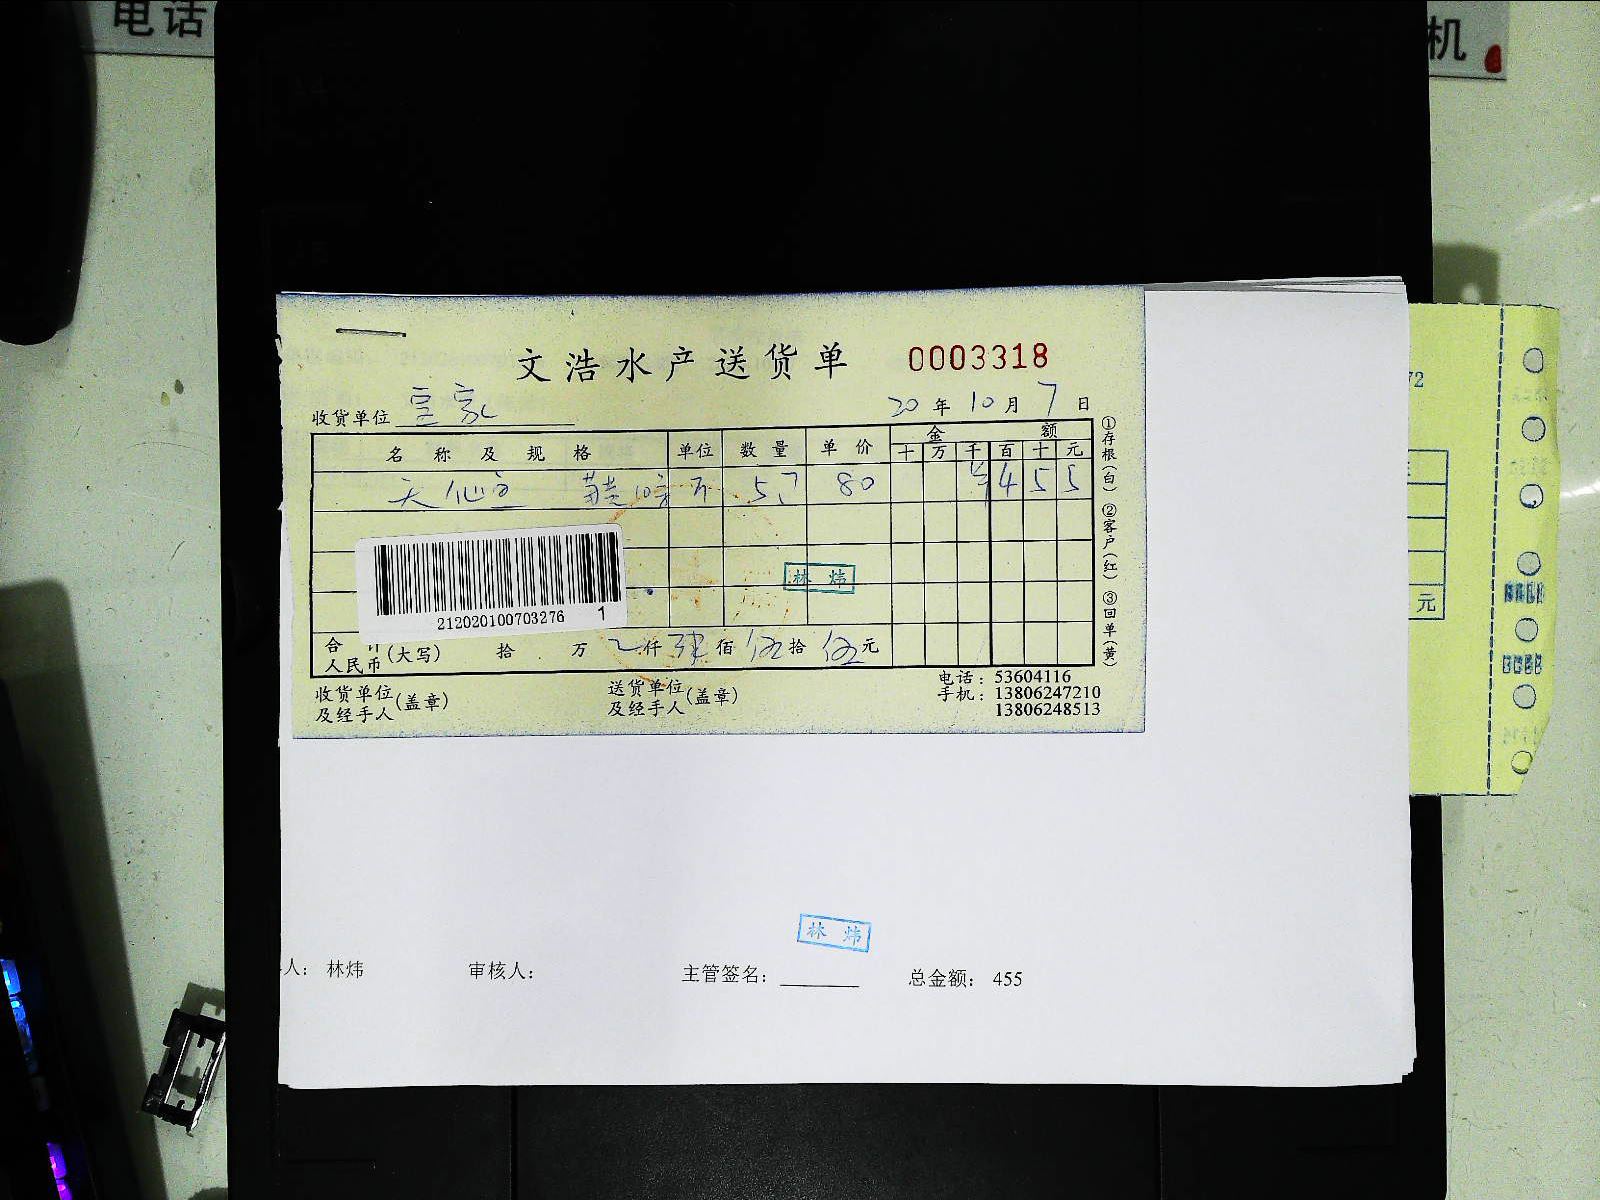 电话
机
文浩水产送货单 0003318
收货单位 皇家
20 年 10 月 7 日
名称及规格 单位 数量 单价 金额
十 万 千 百 十 元
80 ¥ 4 5 5
林炜
212020100703276 1
合计
人民币(大写) 拾 万 仟 肆 佰 伍 拾 伍 元
①存根(白) ②客户(红) ③回单(黄)
收货单位
及经手人(盖章)
送货单位
及经手人(盖章)
电话:53604116
手机:13806247210
13806248513
72
元
林炜
人: 林炜 审核人: 主管签名: 总金额: 455